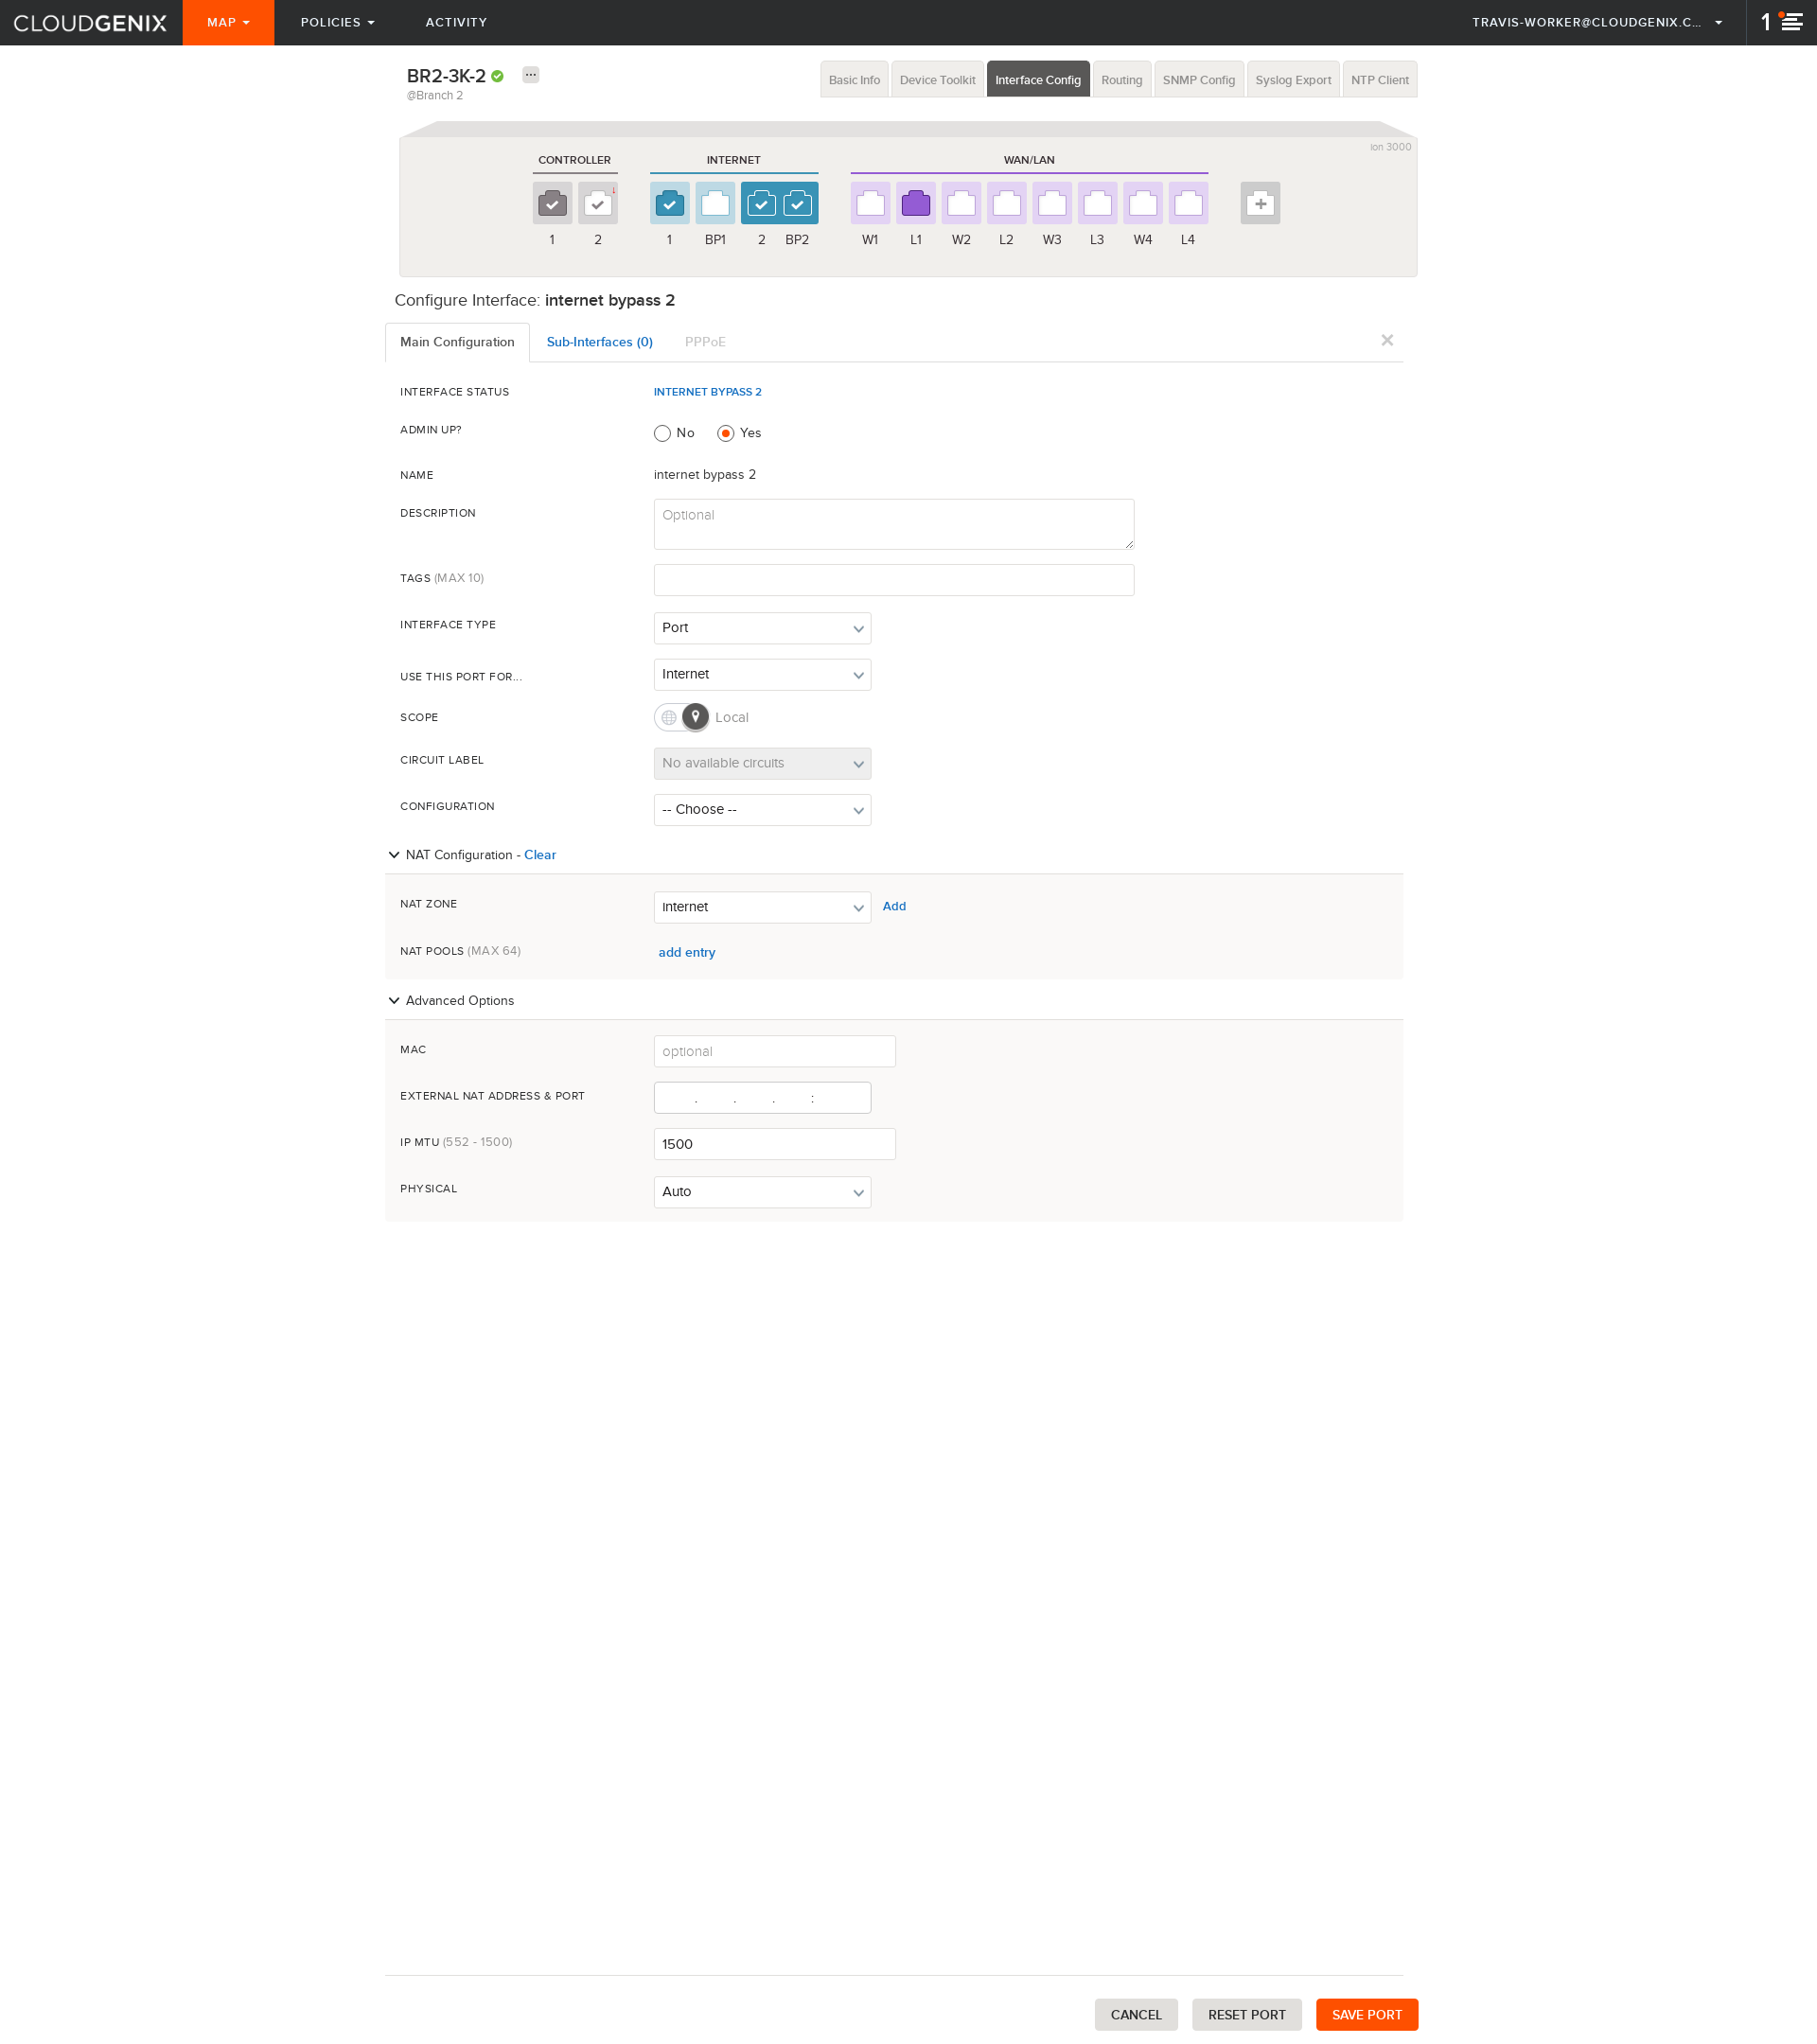 CLOUDGENIX MAP POLICIES ACTIVITY TRAVIS-WORKER@CLOUDGENIX.C... 1
BR2-3K-2
@Branch 2
Basic Info Device Toolkit Interface Config Routing SNMP Config Syslog Export NTP Client
ion 3000
CONTROLLER INTERNET WAN/LAN
1 2 1 BP1 2 BP2 W1 L1 W2 L2 W3 L3 W4 L4
Configure Interface: internet bypass 2
Main Configuration Sub-Interfaces (0) PPPoE
INTERFACE STATUS INTERNET BYPASS 2
ADMIN UP? No Yes
NAME internet bypass 2
DESCRIPTION Optional
TAGS (MAX 10)
INTERFACE TYPE Port
USE THIS PORT FOR... Internet
SCOPE Local
CIRCUIT LABEL No available circuits
CONFIGURATION -- Choose --
NAT Configuration - Clear
NAT ZONE internet Add
NAT POOLS (MAX 64) add entry
Advanced Options
MAC optional
EXTERNAL NAT ADDRESS & PORT . . . :
IP MTU (552 - 1500) 1500
PHYSICAL Auto
CANCEL RESET PORT SAVE PORT